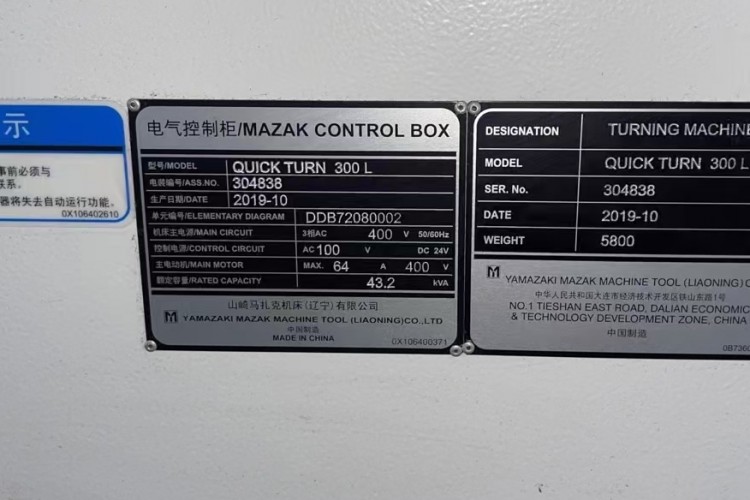 示
事前必须与
联系。
器将失去自动运行功能。
0X106402610
电气控制柜/MAZAK CONTROL BOX
型号/MODEL QUICK TURN 300 L
电装编号/ASS.NO. 304838
生产日期/DATE 2019-10
单元编号/ELEMENTARY DIAGRAM DDB72080002
机床主电源/MAIN CIRCUIT 3相AC 400 V 50/60Hz
控制电源/CONTROL CIRCUIT AC 100 V DC 24V
主电动机/MAIN MOTOR MAX. 64 A 400 V
额定容量/RATED CAPACITY 43.2 kVA
山崎马扎克机床(辽宁)有限公司
YAMAZAKI MAZAK MACHINE TOOL (LIAONING)CO.,LTD
中国制造
MADE IN CHINA
0X106400371
DESIGNATION TURNING MACHINE
MODEL QUICK TURN 300 L
SER. No. 304838
DATE 2019-10
WEIGHT 5800
YAMAZAKI MAZAK MACHINE TOOL (LIAONING)C
中华人民共和国大连市经济技术开发区铁山东路1号
NO.1 TIESHAN EAST ROAD, DALIAN ECONOMIC
& TECHNOLOGY DEVELOPMENT ZONE, CHINA
中国制造
0B7360